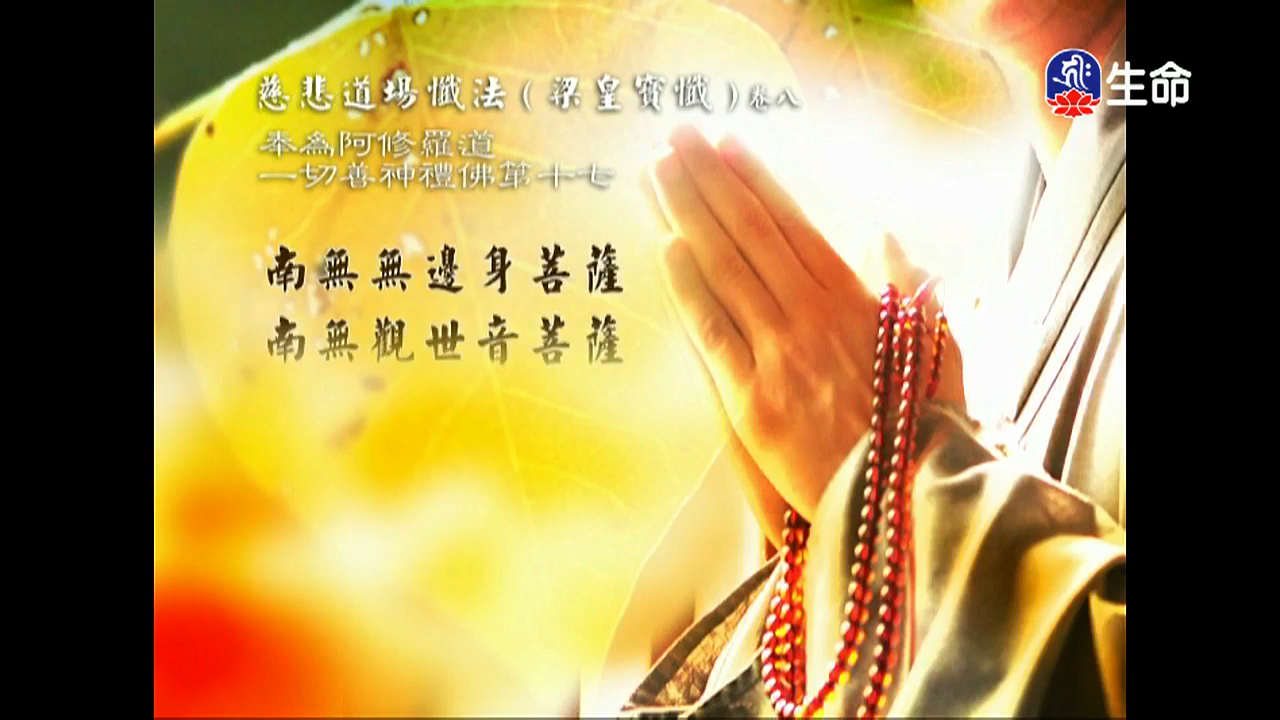 慈悲道場懺法(梁皇寶懺)卷八
奉為阿修羅道
一切善神禮佛第十七
南無無邊身菩薩
南無觀世音菩薩
生命